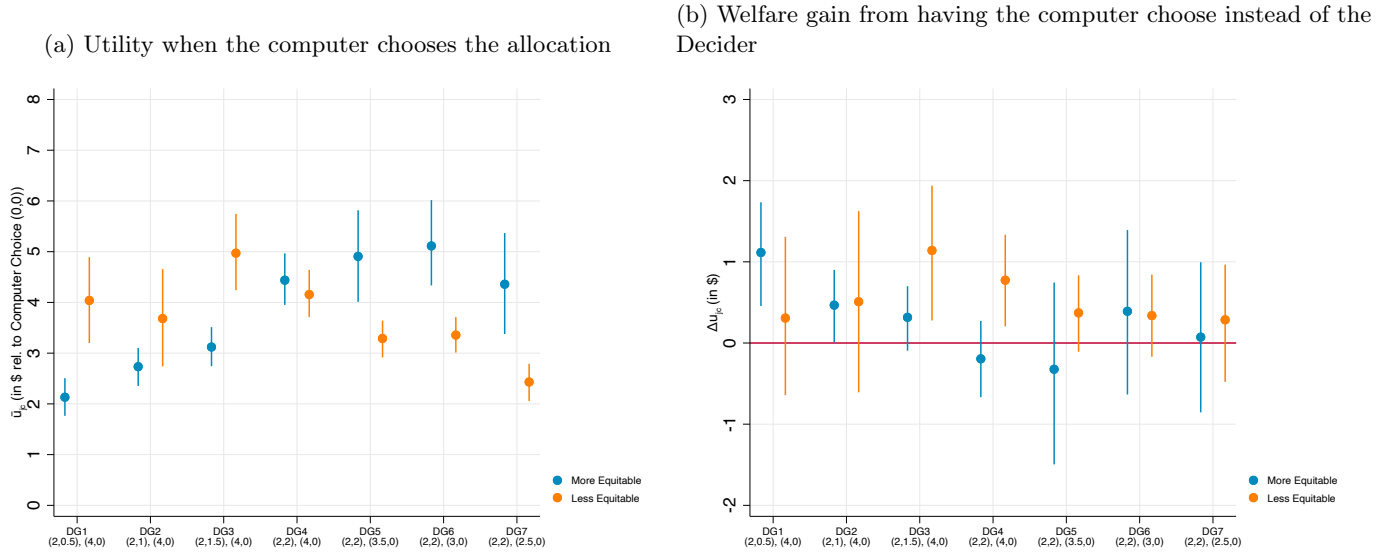 (a) Utility when the computer chooses the allocation
8
7
6
5
4
3
2
1
0
ũjc (in $ rel. to Computer Choice (0,0))
DG1 DG2 DG3 DG4 DG5 DG6 DG7
(2,0.5), (4,0) (2,1), (4,0) (2,1.5), (4,0) (2,2), (4,0) (2,2), (3.5,0) (2,2), (3,0) (2,2), (2.5,0)
More Equitable
Less Equitable
(b) Welfare gain from having the computer choose instead of the
Decider
3
2
1
0
-1
-2
Δujc (in $)
DG1 DG2 DG3 DG4 DG5 DG6 DG7
(2,0.5), (4,0) (2,1), (4,0) (2,1.5), (4,0) (2,2), (4,0) (2,2), (3.5,0) (2,2), (3,0) (2,2), (2.5,0)
More Equitable
Less Equitable